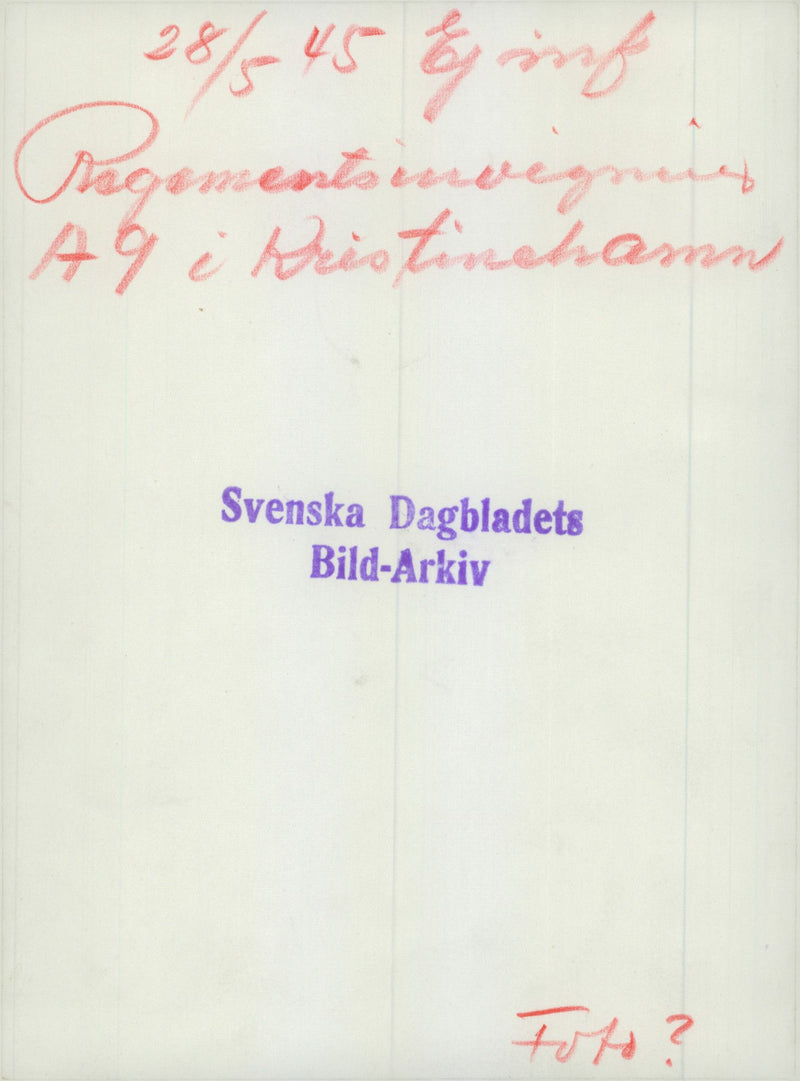 28/5 45 Ej inf
Regementsinvigning
A 9 i Kristinehamn
Svenska Dagbladets
Bild-Arkiv
Foto?